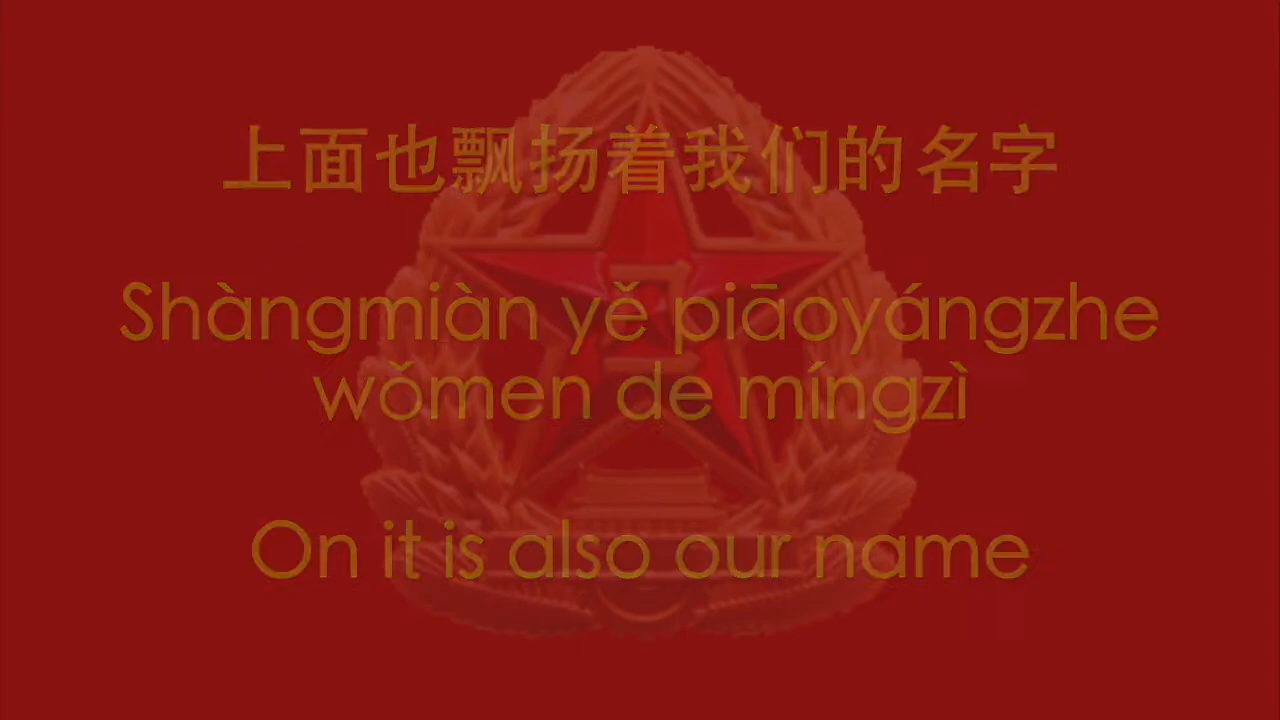 上面也飘扬着我们的名字
Shàngmiàn yě piāoyángzhe
wǒmen de míngzì
On it is also our name